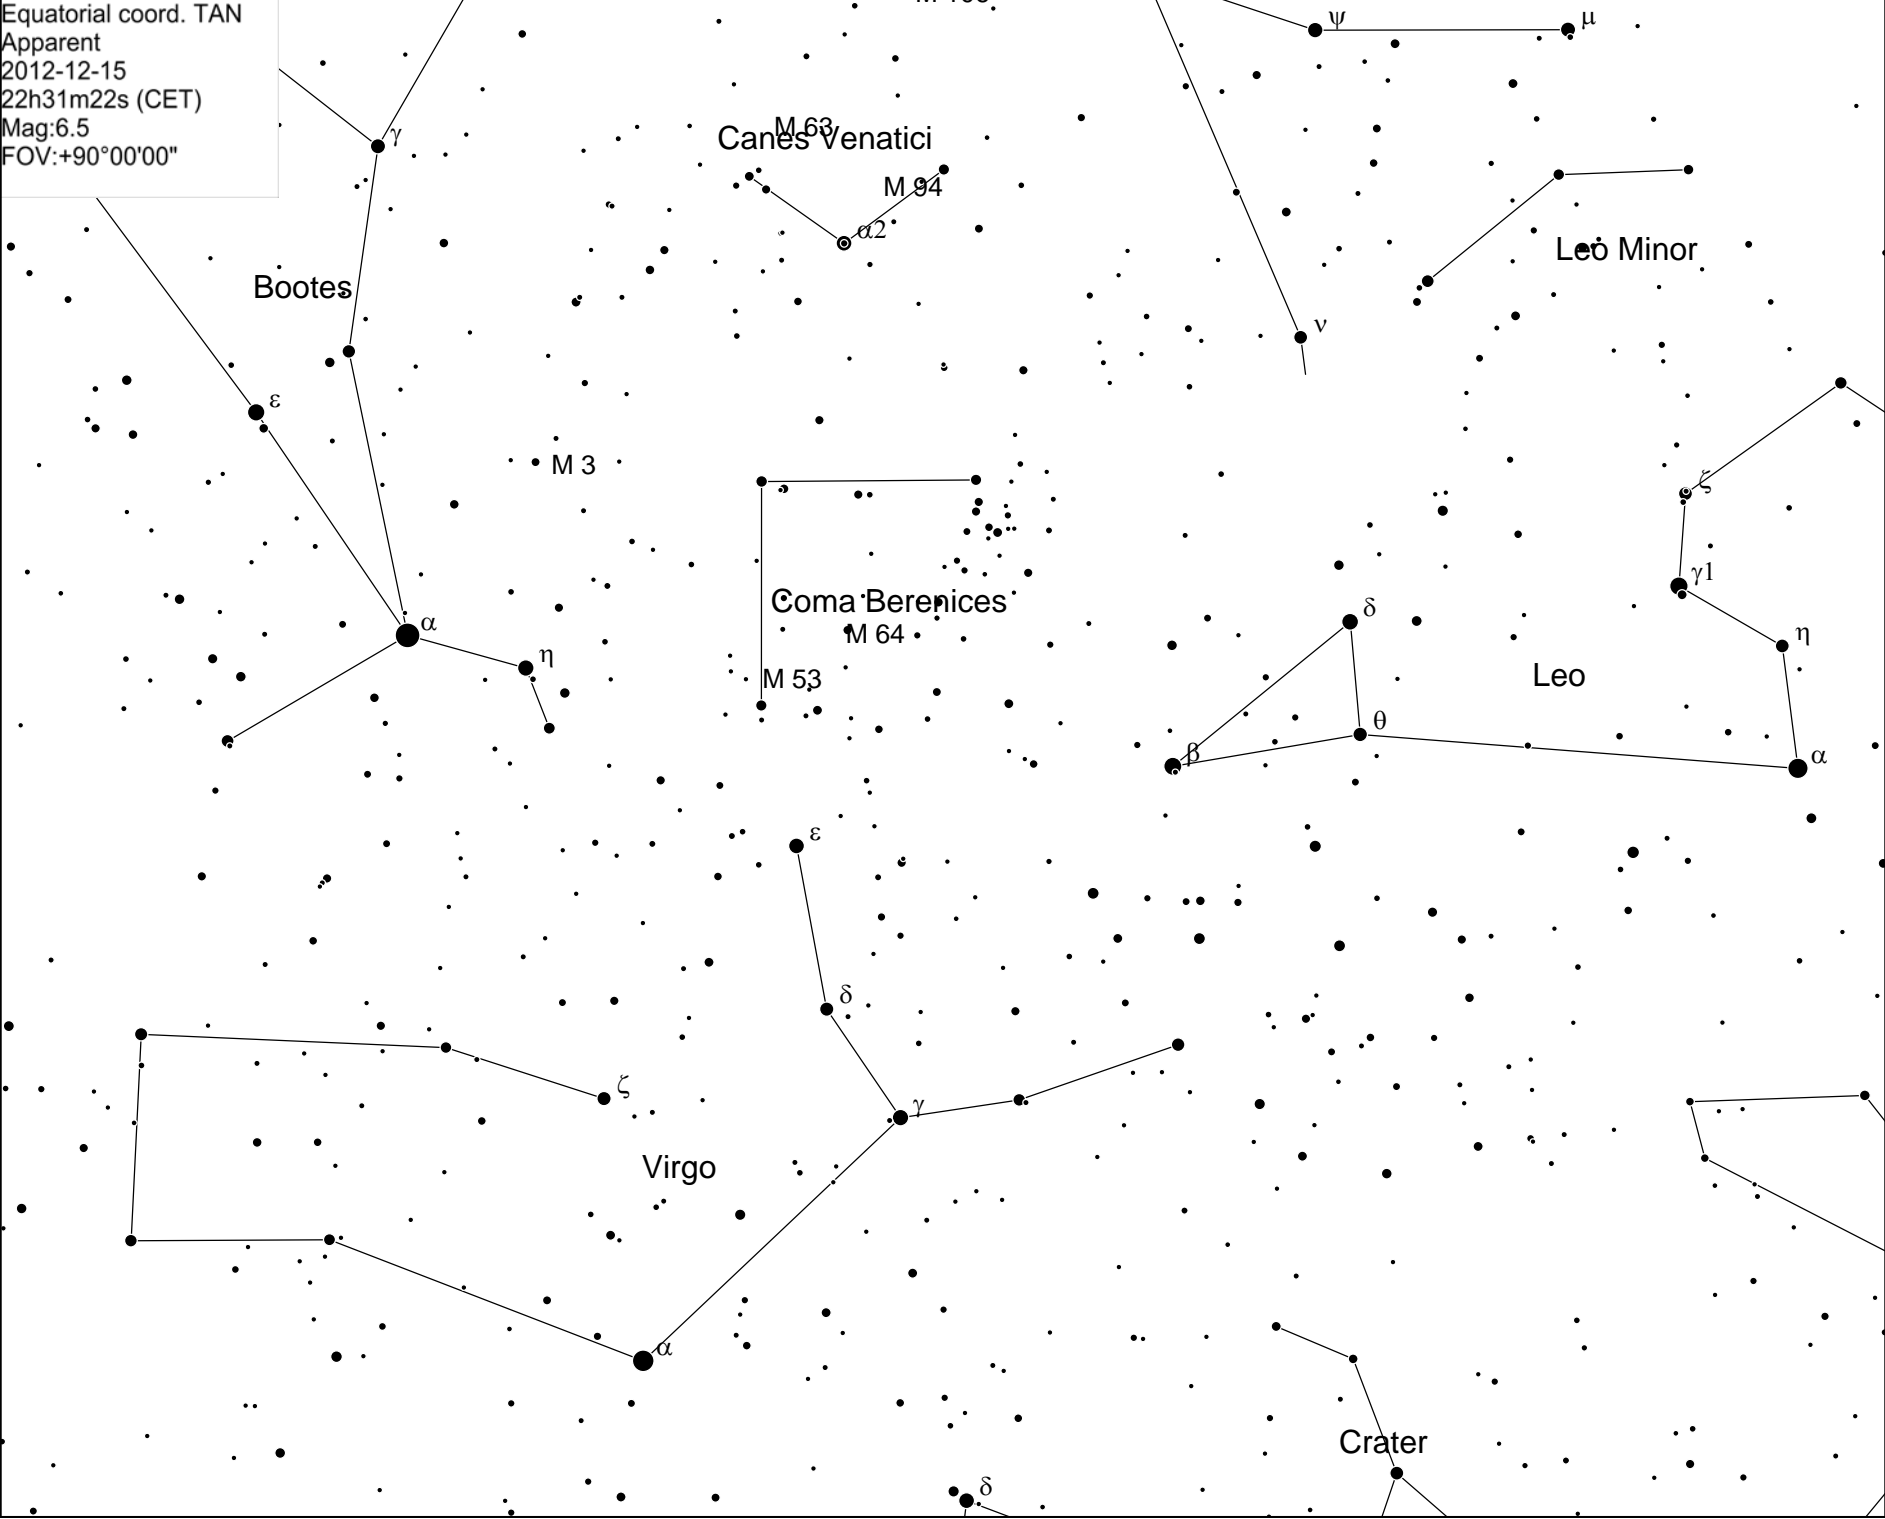 Equatorial coord. TAN
Apparent
2012-12-15
22h31m22s (CET)
Mag:6.5
FOV:+90°00'00"
ψ
μ
γ
M 63
Canes Venatici
M 94
α2
Leo Minor
Bootes
ν
ε
M 3
ζ
γ1
Coma Berenices
δ
α
M 64
η
η
M 53
Leo
θ
β
α
ε
δ
ζ
γ
Virgo
α
Crater
δ